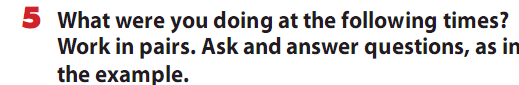 5 What were you doing at the following times?
Work in pairs. Ask and answer questions, as in
the example.